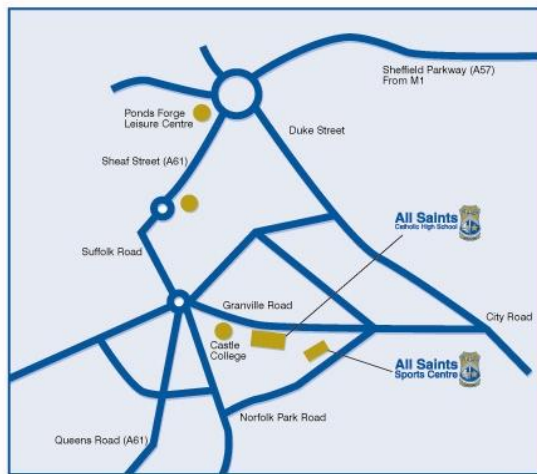 Sheffield Parkway (A57)
From M1
Ponds Forge
Leisure Centre
Duke Street
Sheaf Street (A61)
All Saints
Catholic High School
Suffolk Road
Granville Road
City Road
Castle
College
All Saints
Sports Centre
Norfolk Park Road
Queens Road (A61)